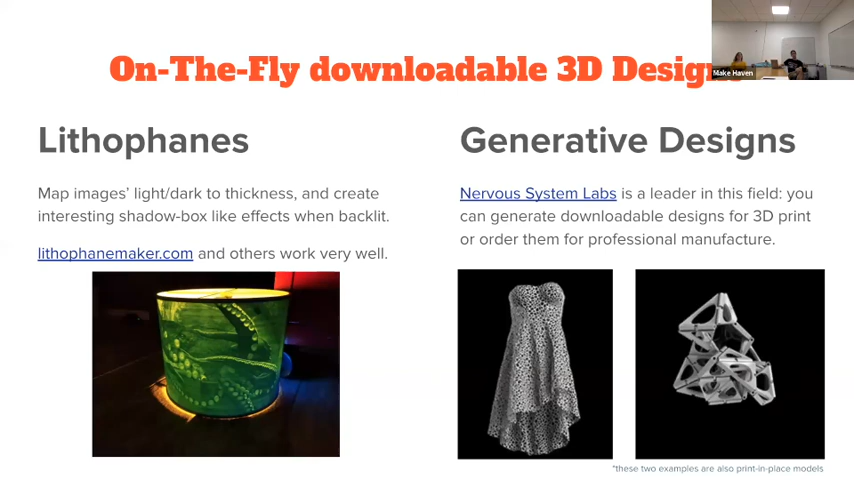 On-The-Fly downloadable 3D Desig
Make Haven
Lithophanes
Map images' light/dark to thickness, and create
interesting shadow-box like effects when backlit.
lithophanemaker.com and others work very well.
Generative Designs
Nervous System Labs is a leader in this field: you
can generate downloadable designs for 3D print
or order them for professional manufacture.
*these two examples are also print-in-place models